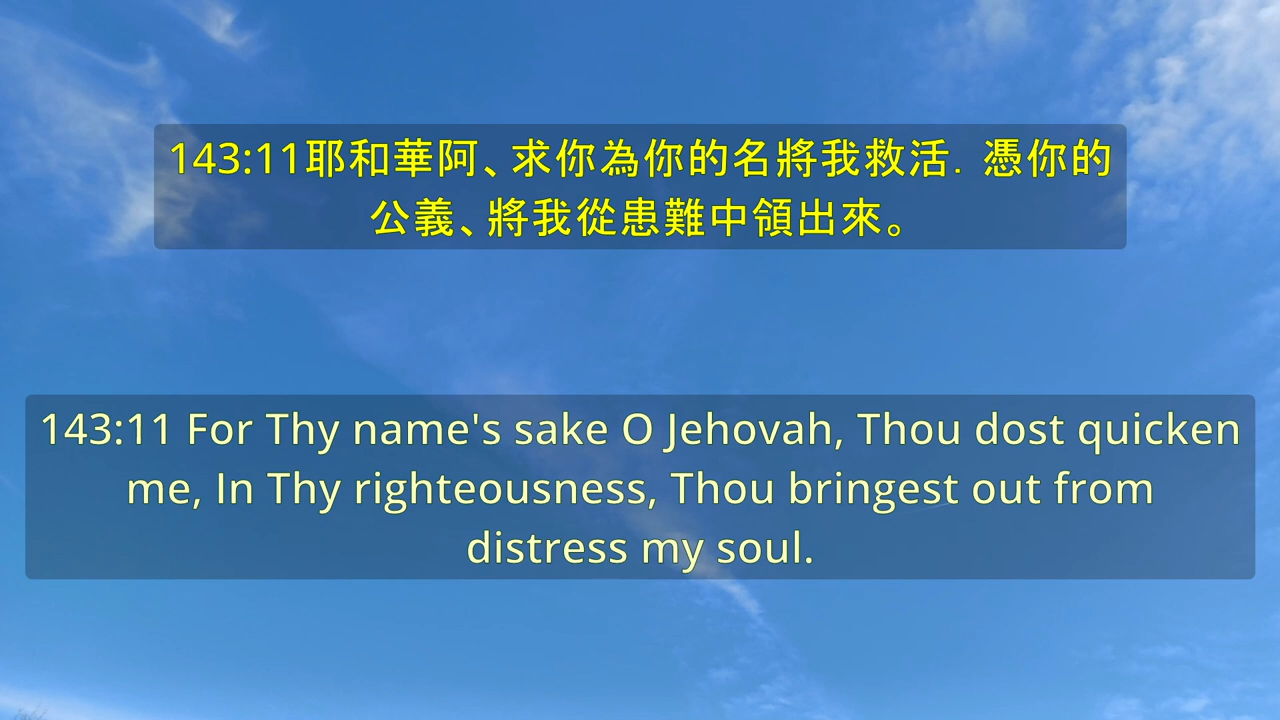 143:11耶和華阿、求你為你的名將我救活．憑你的
公義、將我從患難中領出來。
143:11 For Thy name's sake O Jehovah, Thou dost quicken
me, In Thy righteousness, Thou bringest out from
distress my soul.